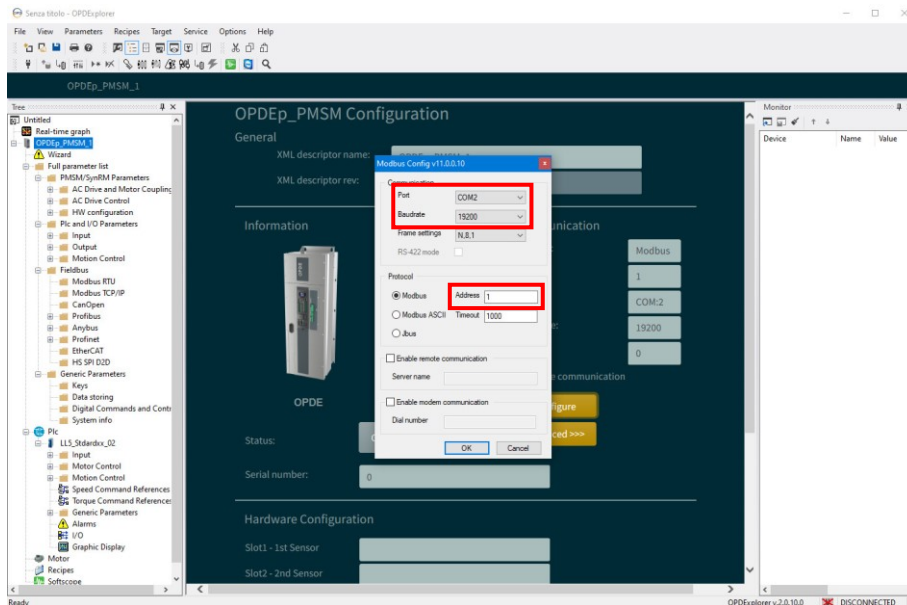 Senza titolo - OPDExplorer
File View Parameters Recipes Target Service Options Help
OPDEp_PMSM_1
Tree
Untitled
Real-time graph
OPDEp_PMSM_1
Wizard
Full parameter list
PMSM/SynRM Parameters
AC Drive and Motor Coupling
AC Drive Control
HW configuration
Plc and I/O Parameters
Input
Output
Motion Control
Fieldbus
Modbus RTU
Modbus TCP/IP
CanOpen
Profibus
Anybus
Profinet
EtherCAT
HS SPI D2D
Generic Parameters
Keys
Data storing
Digital Commands and Contr
System info
Plc
LLS_Stdardxx_02
Input
Motor Control
Motion Control
Speed Command References
Torque Command References
Generic Parameters
Alarms
I/O
Graphic Display
Motor
Recipes
Softscope
OPDEp_PMSM Configuration
General
XML descriptor name:
XML descriptor rev:
Information
OPDE
Status:
Serial number: 0
Hardware Configuration
Slot1 - 1st Sensor
Slot2 - 2nd Sensor
Modbus Config v11.0.0.10
Communication
Port COM2
Baudrate 19200
Frame settings N,8,1
RS-422 mode
Protocol
Modbus Address 1
Modbus ASCII Timeout 1000
Jbus
Enable remote communication
Server name
Enable modem communication
Dial number
OK Cancel
unication
Modbus
1
COM:2
19200
0
e communication
figure
ced >>>
Monitor
Device Name Value
Ready
OPDExplorer v.2.0.10.0 DISCONNECTED